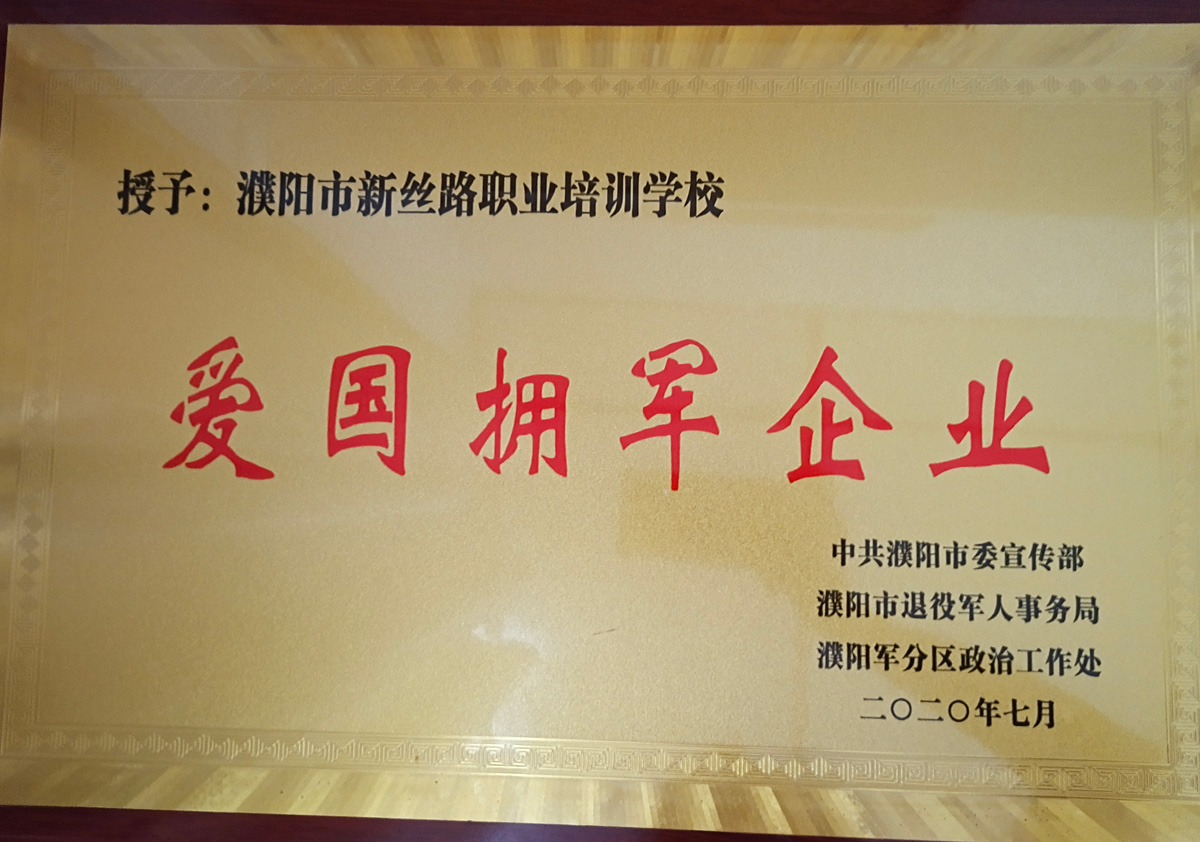 授予：濮阳市新丝路职业培训学校
爱国拥军企业
中共濮阳市委宣传部
濮阳市退役军人事务局
濮阳军分区政治工作处
二〇二〇年七月